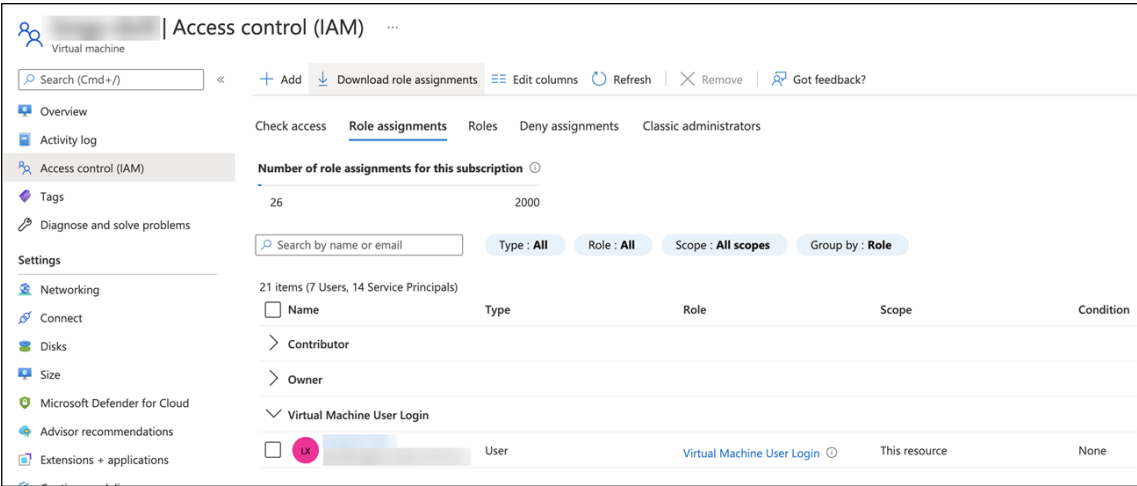 | Access control (IAM) ...
Virtual machine
Search (Cmd+/) «
Overview
Activity log
Access control (IAM)
Tags
Diagnose and solve problems
Settings
Networking
Connect
Disks
Size
Microsoft Defender for Cloud
Advisor recommendations
Extensions + applications
Add Download role assignments Edit columns Refresh Remove Got feedback?
Check access Role assignments Roles Deny assignments Classic administrators
Number of role assignments for this subscription
26 2000
Search by name or email Type : All Role : All Scope : All scopes Group by : Role
21 items (7 Users, 14 Service Principals)
Name Type Role Scope Condition
Contributor
Owner
Virtual Machine User Login
LX User Virtual Machine User Login This resource None